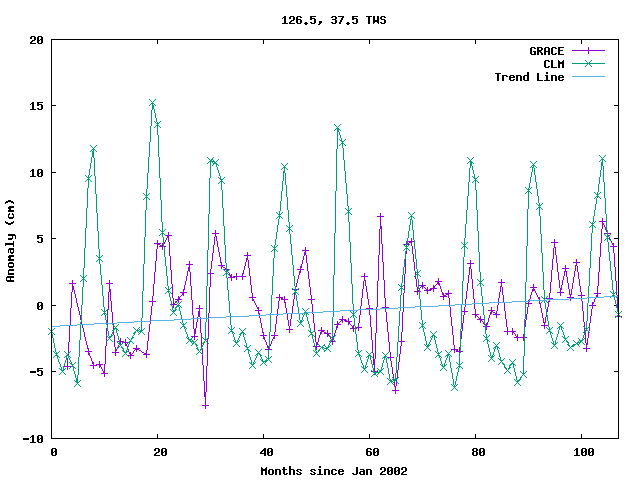 126.5, 37.5 TWS
GRACE
CLM
Trend Line
Anomaly (cm)
20
15
10
5
0
-5
-10
0 20 40 60 80 100
Months since Jan 2002